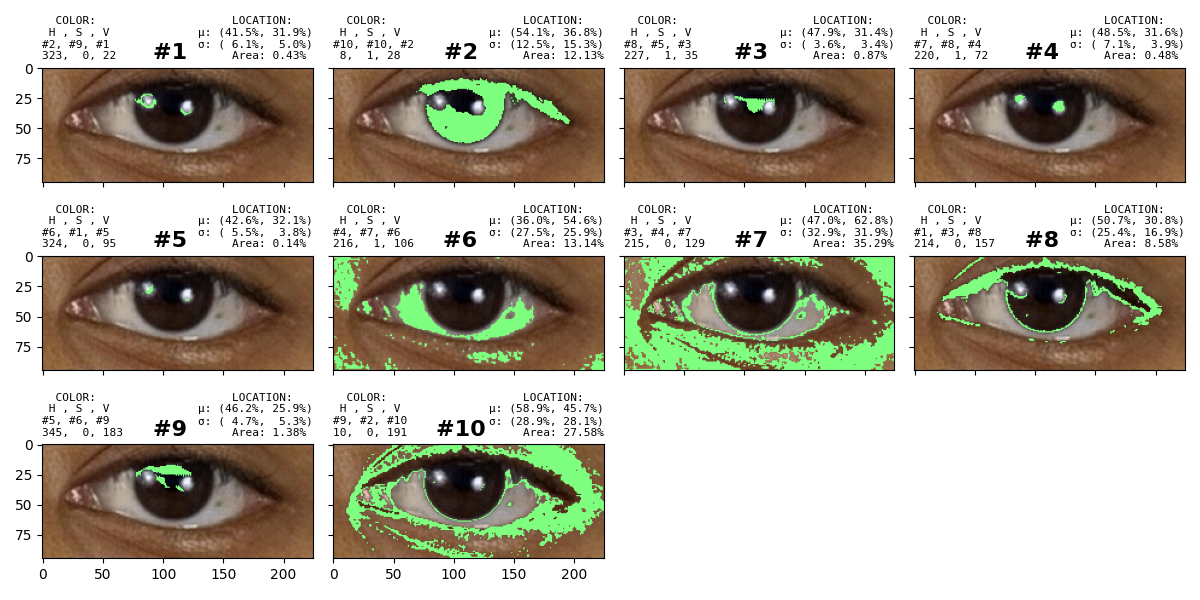 COLOR: LOCATION:
H , S , V μ: (41.5%, 31.9%)
#2, #9, #1 σ: ( 6.1%, 5.0%)
323, 0, 22 #1 Area: 0.43%
COLOR: LOCATION:
H , S , V μ: (54.1%, 36.8%)
#10, #10, #2 σ: (12.5%, 15.3%)
8, 1, 28 #2 Area: 12.13%
COLOR: LOCATION:
H , S , V μ: (47.9%, 31.4%)
#8, #5, #3 σ: ( 3.6%, 3.4%)
227, 1, 35 #3 Area: 0.87%
COLOR: LOCATION:
H , S , V μ: (48.5%, 31.6%)
#7, #8, #4 σ: ( 7.1%, 3.9%)
220, 1, 72 #4 Area: 0.48%
0
25
50
75
COLOR: LOCATION:
H , S , V μ: (42.6%, 32.1%)
#6, #1, #5 σ: ( 5.5%, 3.8%)
324, 0, 95 #5 Area: 0.14%
COLOR: LOCATION:
H , S , V μ: (36.0%, 54.6%)
#4, #7, #6 σ: (27.5%, 25.9%)
216, 1, 106 #6 Area: 13.14%
COLOR: LOCATION:
H , S , V μ: (47.0%, 62.8%)
#3, #4, #7 σ: (32.9%, 31.9%)
215, 0, 129 #7 Area: 35.29%
COLOR: LOCATION:
H , S , V μ: (50.7%, 30.8%)
#1, #3, #8 σ: (25.4%, 16.9%)
214, 0, 157 #8 Area: 8.58%
0
25
50
75
COLOR: LOCATION:
H , S , V μ: (46.2%, 25.9%)
#5, #6, #9 σ: ( 4.7%, 5.3%)
345, 0, 183 #9 Area: 1.38%
COLOR: LOCATION:
H , S , V μ: (58.9%, 45.7%)
#9, #2, #10 σ: (28.9%, 28.1%)
10, 0, 191 #10 Area: 27.58%
0
25
50
75
0 50 100 150 200
0 50 100 150 200